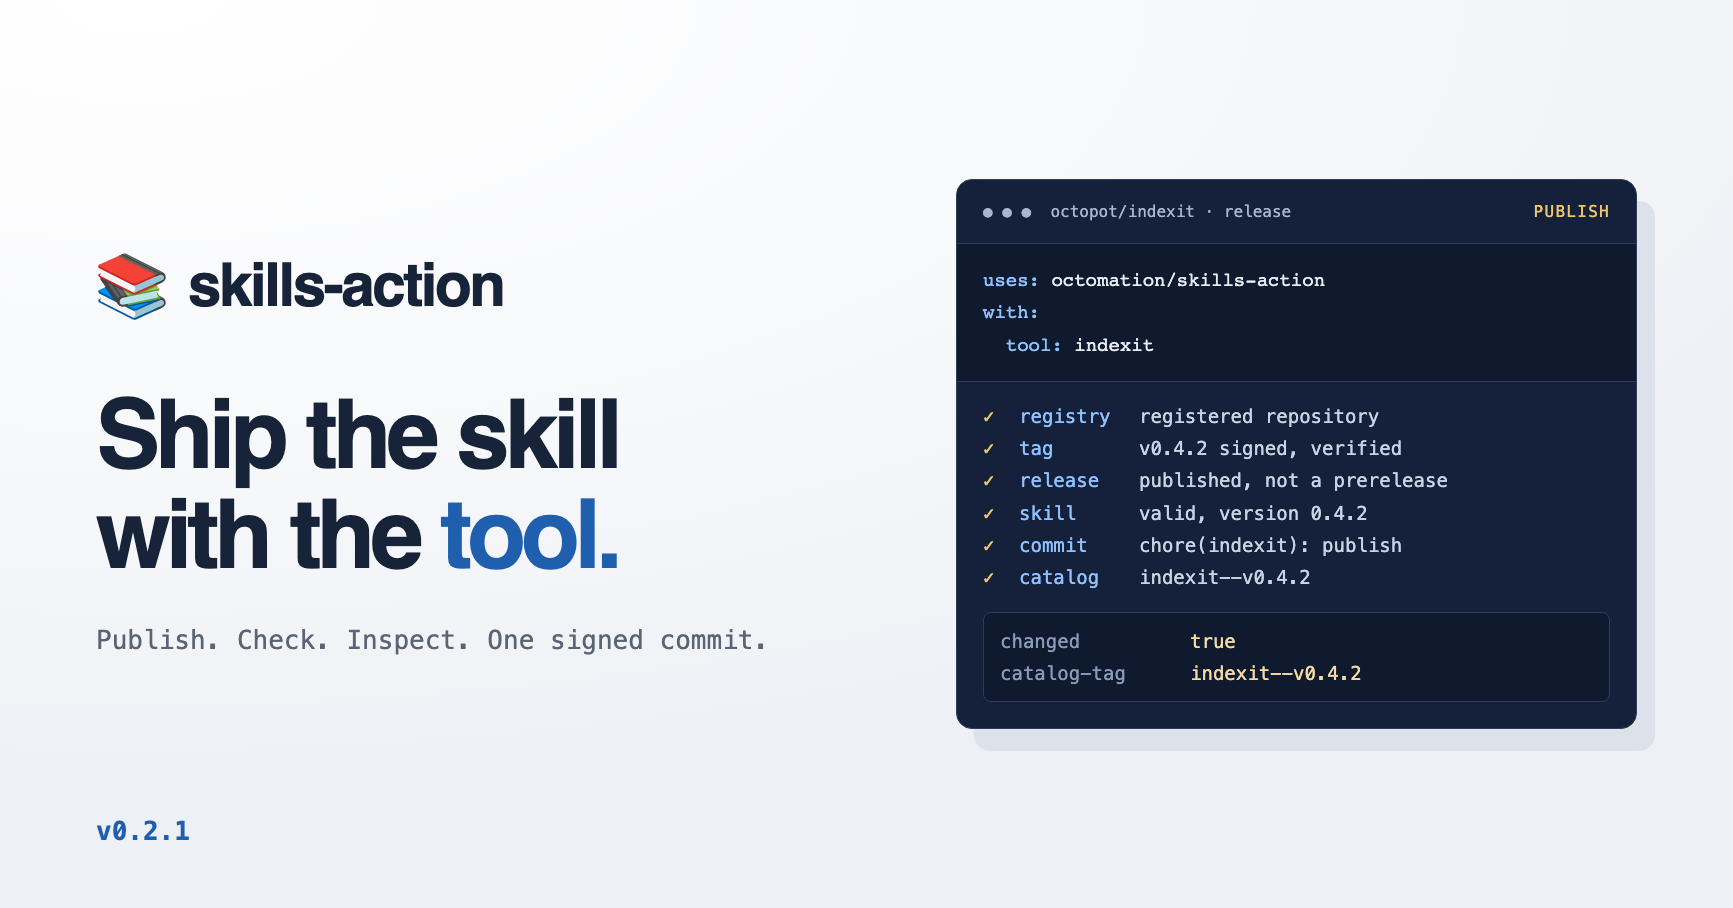 skills-action
Ship the skill
with the tool.
Publish. Check. Inspect. One signed commit.
v0.2.1
octopot/indexit · release
PUBLISH
uses: octomation/skills-action
with:
tool: indexit
✓ registry registered repository
✓ tag v0.4.2 signed, verified
✓ release published, not a prerelease
✓ skill valid, version 0.4.2
✓ commit chore(indexit): publish
✓ catalog indexit--v0.4.2
changed true
catalog-tag indexit--v0.4.2